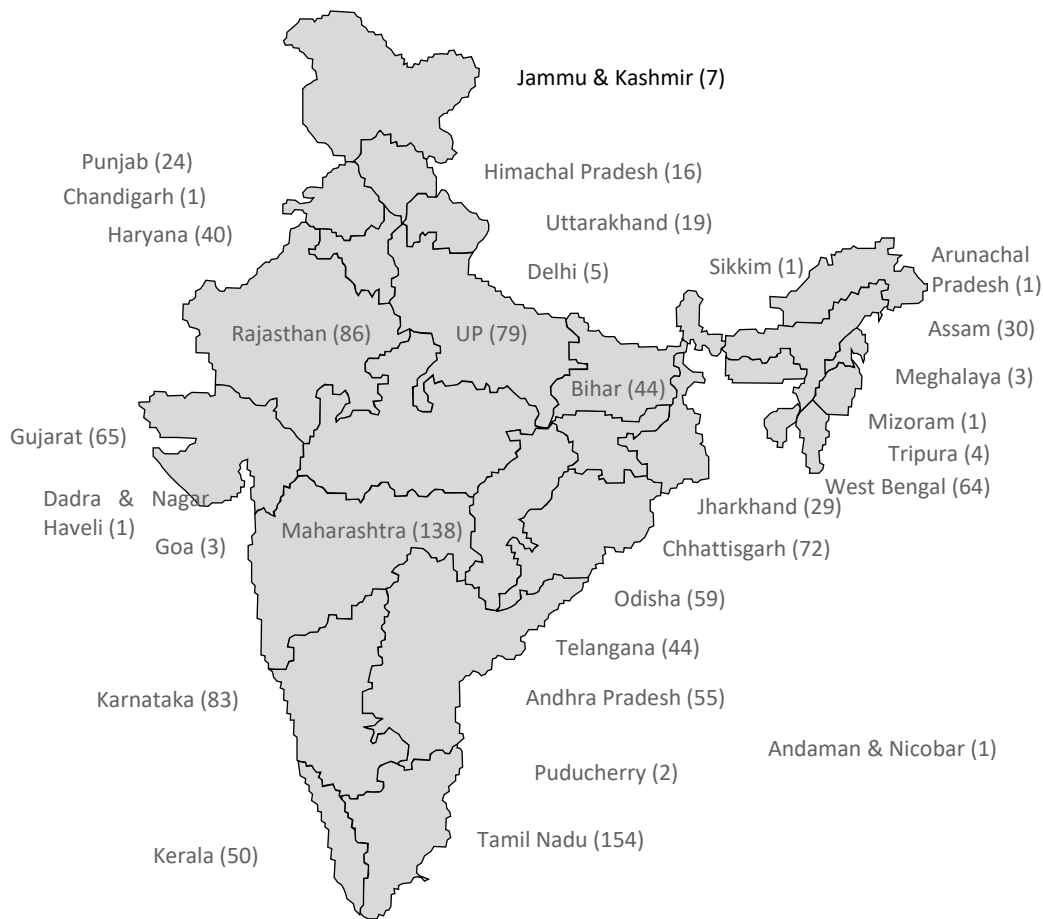 Jammu & Kashmir (7)
Punjab (24)
Himachal Pradesh (16)
Chandigarh (1)
Uttarakhand (19)
Haryana (40)
Delhi (5)
Sikkim (1)
Arunachal
Pradesh (1)
Rajasthan (86)
UP (79)
Assam (30)
Bihar (44)
Meghalaya (3)
Mizoram (1)
Gujarat (65)
Tripura (4)
West Bengal (64)
Dadra & Nagar
Haveli (1)
Jharkhand (29)
Maharashtra (138)
Goa (3)
Chhattisgarh (72)
Odisha (59)
Telangana (44)
Karnataka (83)
Andhra Pradesh (55)
Andaman & Nicobar (1)
Puducherry (2)
Tamil Nadu (154)
Kerala (50)